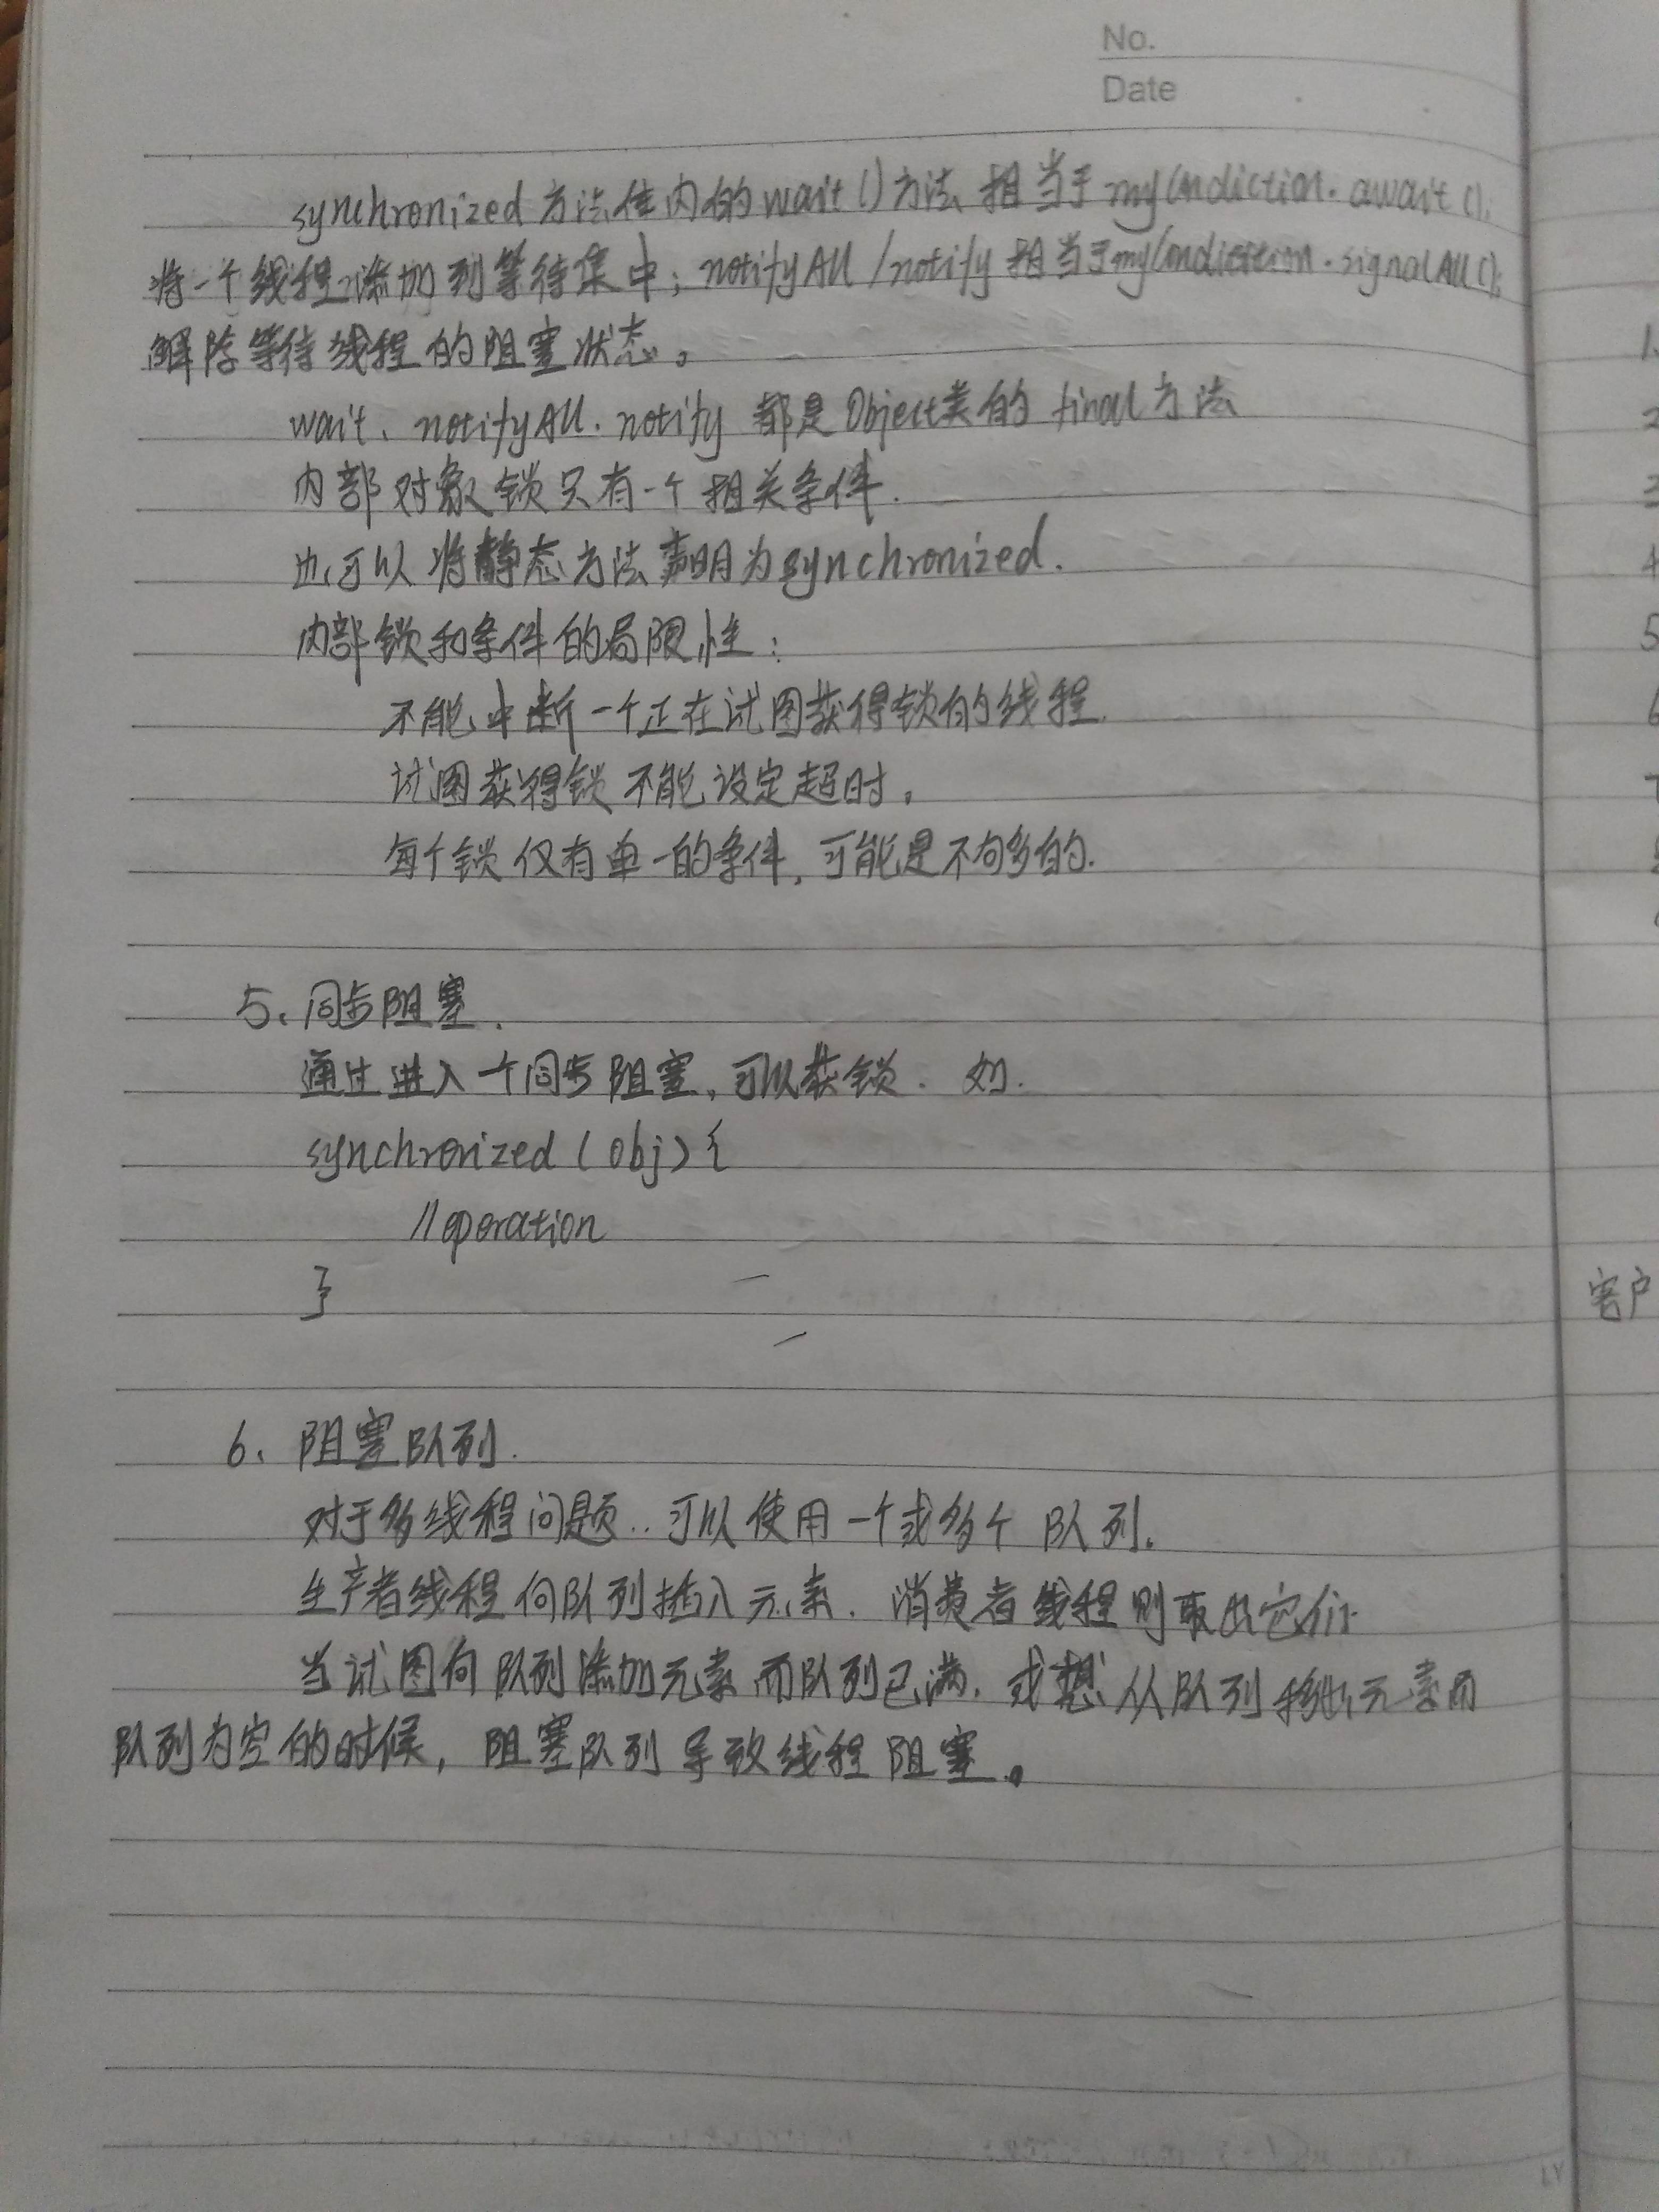 No.
Date
synchronized 方法体内的 wait () 方法 相当于 myCondiction. await ();
将一个线程添加到等待集中; notifyAll / notify 相当于 myCondiction. signalAll();
解除等待线程的阻塞状态。
wait、notifyAll. notify 都是 Object类的 final 方法
内部对象锁只有一个相关条件.
也可以将静态方法声明为synchronized.
内部锁和条件的局限性:
不能中断一个正在试图获得锁的线程.
试图获得锁不能设定超时。
每个锁仅有单一的条件, 可能是不够多的.
5、同步阻塞.
通过进入一个同步阻塞, 可以获锁. 如.
synchronized (obj) {
//operation
}
6、阻塞队列.
对于多线程问题.. 可以使用一个或多个 队列.
生产者线程向队列插入元素. 消费者线程则取出它们
当试图向队列添加元素而队列已满. 或想从队列移出元素而
队列为空的时候, 阻塞队列导致线程阻塞。
1.
2
3
4
5
6
客户